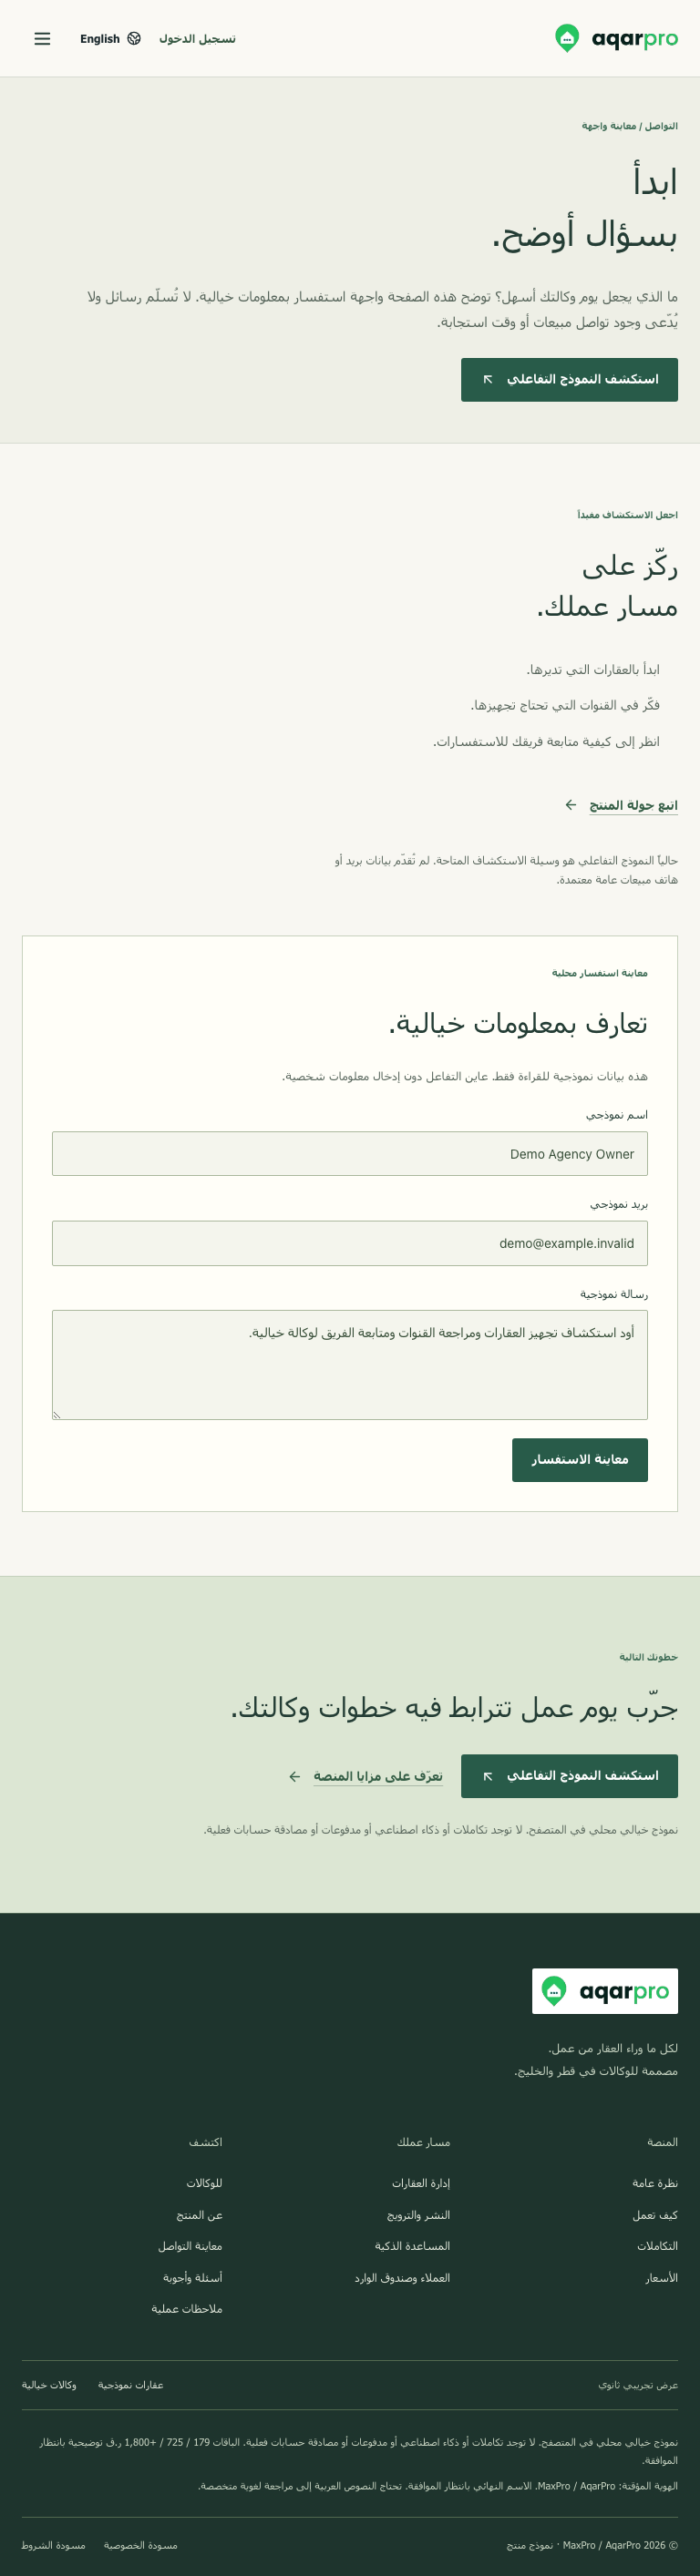 aqarpro
تسجيل الدخول
English
التواصل / معاينة واجهة
ابدأ
بسؤال أوضح.
ما الذي يجعل يوم وكالتك أسهل؟ توضح هذه الصفحة واجهة استفسار بمعلومات خيالية. لا تُسلّم رسائل ولا
يُدّعى وجود تواصل مبيعات أو وقت استجابة.
استكشف النموذج التفاعلي
اجعل الاستكشاف مفيداً
ركّز على
مسار عملك.
ابدأ بالعقارات التي تديرها.
فكّر في القنوات التي تحتاج تجهيزها.
انظر إلى كيفية متابعة فريقك للاستفسارات.
اتبع جولة المنتج
حالياً النموذج التفاعلي هو وسيلة الاستكشاف المتاحة. لم تُقدّم بيانات بريد أو
هاتف مبيعات عامة معتمدة.
معاينة استفسار محلية
تعارف بمعلومات خيالية.
هذه بيانات نموذجية للقراءة فقط. عاين التفاعل دون إدخال معلومات شخصية.
اسم نموذجي
Demo Agency Owner
بريد نموذجي
demo@example.invalid
رسالة نموذجية
أود استكشاف تجهيز العقارات ومراجعة القنوات ومتابعة الفريق لوكالة خيالية.
معاينة الاستفسار
خطوتك التالية
جرّب يوم عمل تترابط فيه خطوات وكالتك.
استكشف النموذج التفاعلي
تعرّف على مزايا المنصة
نموذج خيالي محلي في المتصفح. لا توجد تكاملات أو ذكاء اصطناعي أو مدفوعات أو مصادقة حسابات فعلية.
aqarpro
لكل ما وراء العقار من عمل.
مصممة للوكالات في قطر والخليج.
المنصة
نظرة عامة
كيف تعمل
التكاملات
الأسعار
مسار عملك
إدارة العقارات
النشر والترويج
المساعدة الذكية
العملاء وصندوق الوارد
اكتشف
للوكالات
عن المنتج
معاينة التواصل
أسئلة وأجوبة
ملاحظات عملية
عرض تجريبي ثانوي
عقارات نموذجية
وكالات خيالية
نموذج خيالي محلي في المتصفح. لا توجد تكاملات أو ذكاء اصطناعي أو مدفوعات أو مصادقة حسابات فعلية. الباقات 179 / 725 / +1,800 ر.ق توضيحية بانتظار
الموافقة.
الهوية المؤقتة: MaxPro / AqarPro. الاسم النهائي بانتظار الموافقة. تحتاج النصوص العربية إلى مراجعة لغوية متخصصة.
© 2026 MaxPro / AqarPro · نموذج منتج
مسودة الخصوصية
مسودة الشروط